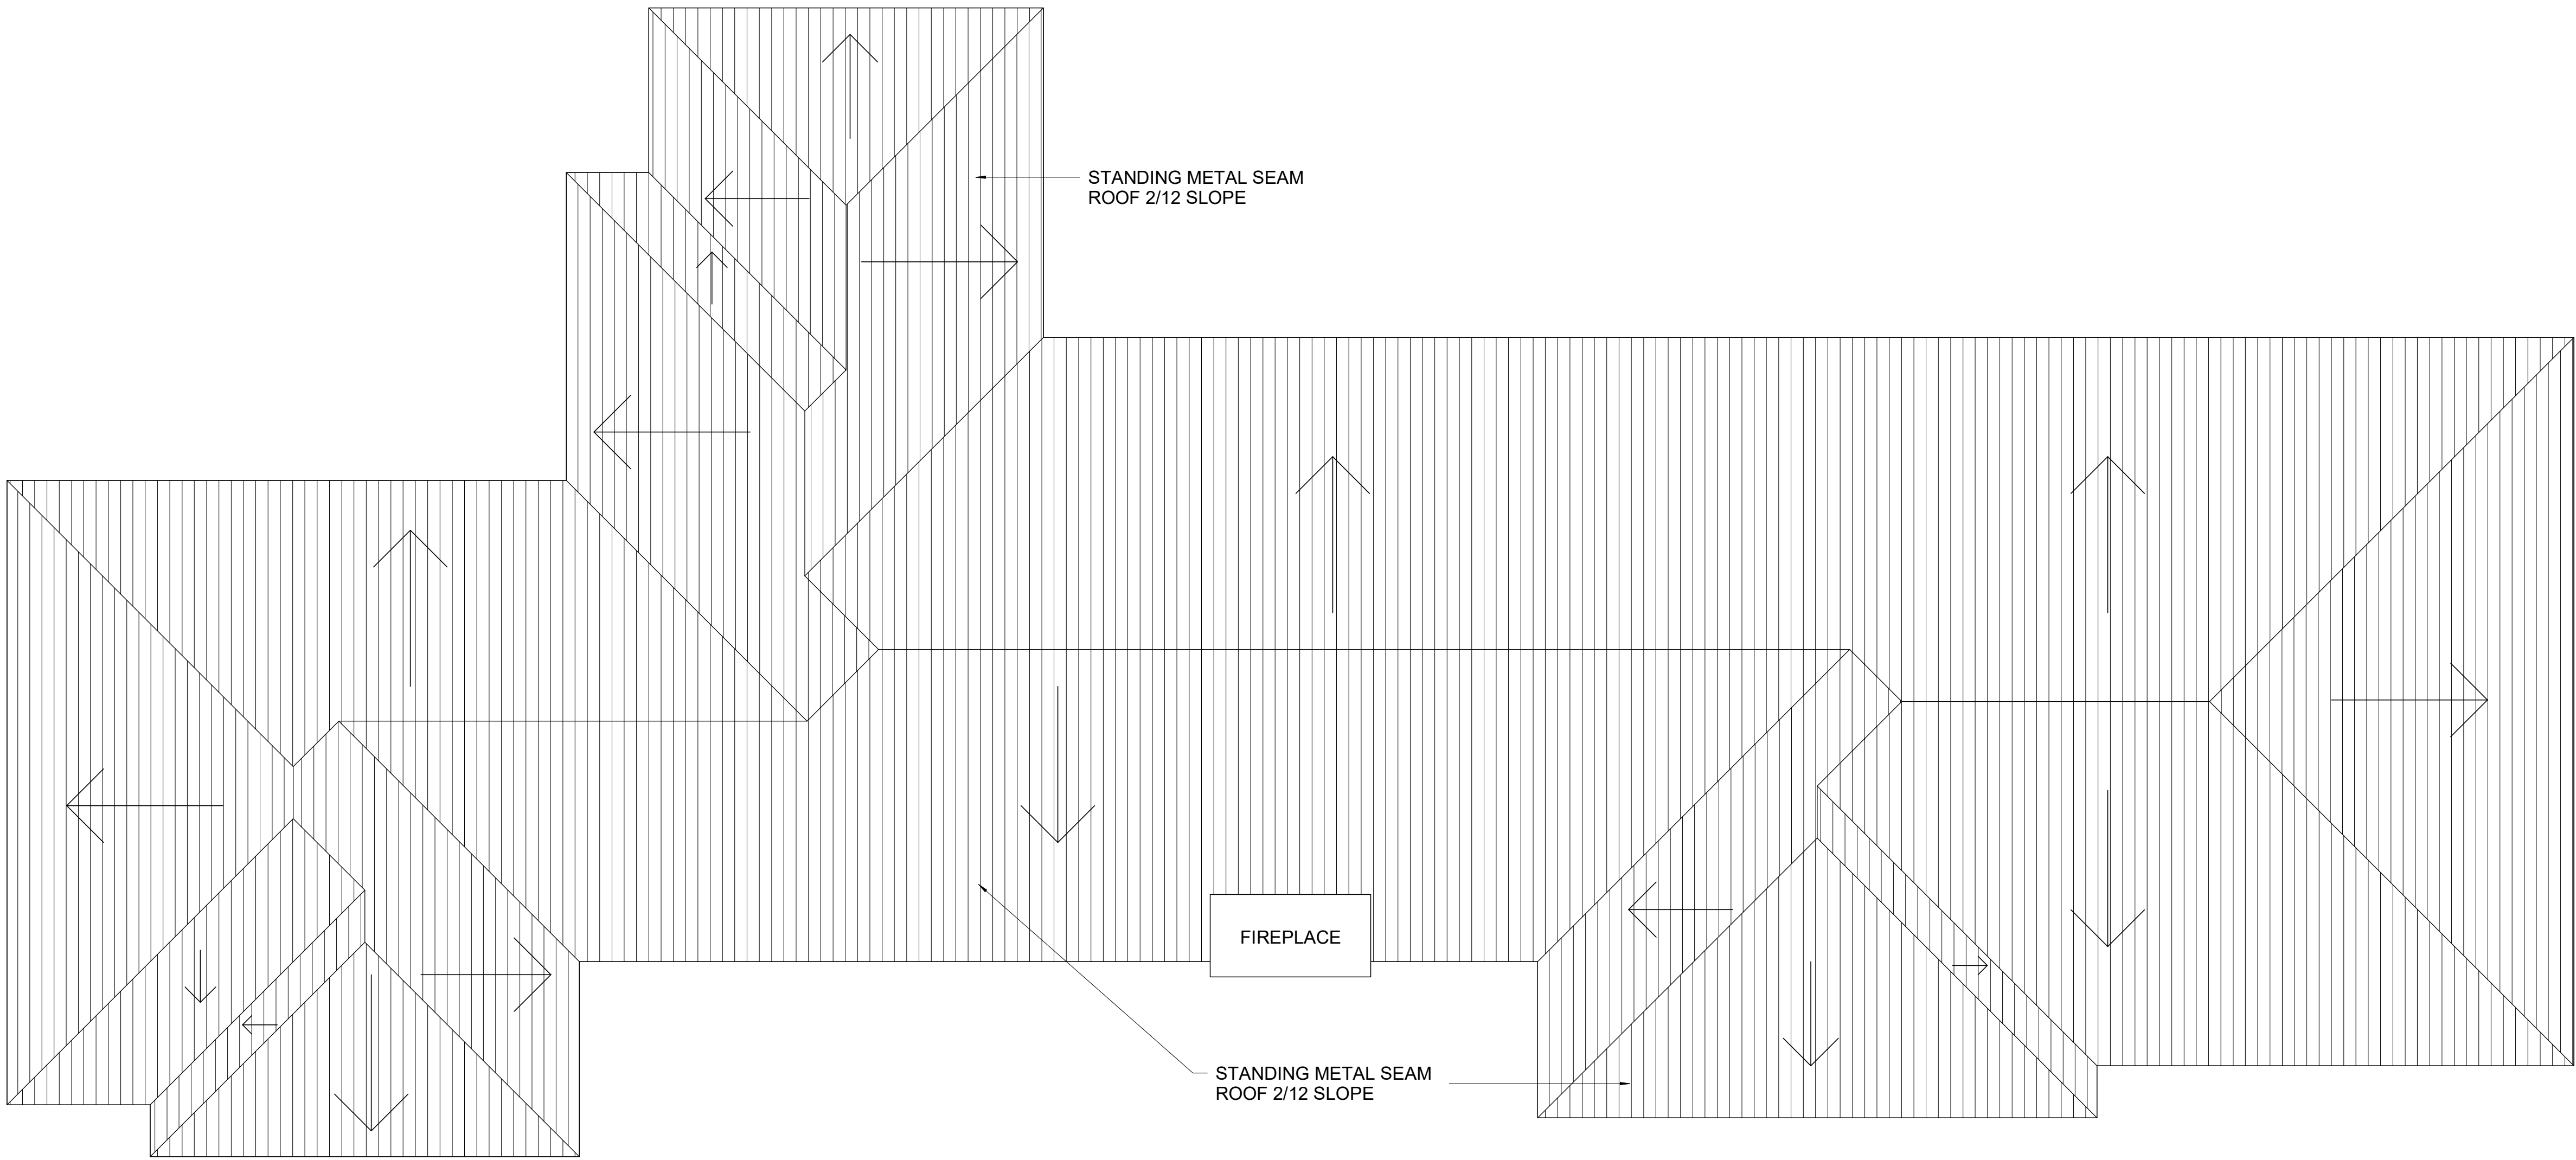 STANDING METAL SEAM
ROOF 2/12 SLOPE
FIREPLACE
STANDING METAL SEAM
ROOF 2/12 SLOPE